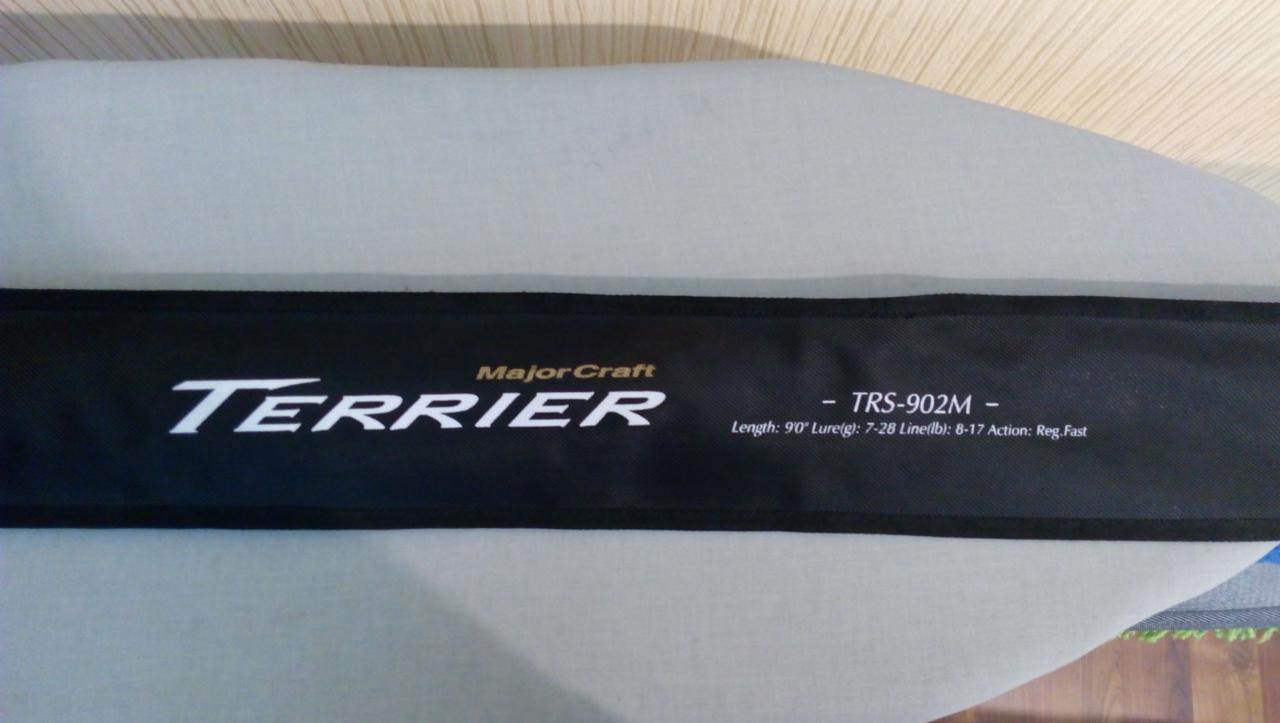 Major Craft
TERRIER
– TRS-902M –
Length: 9'0" Lure(g): 7-28 Line(lb): 8-17 Action: Reg.Fast